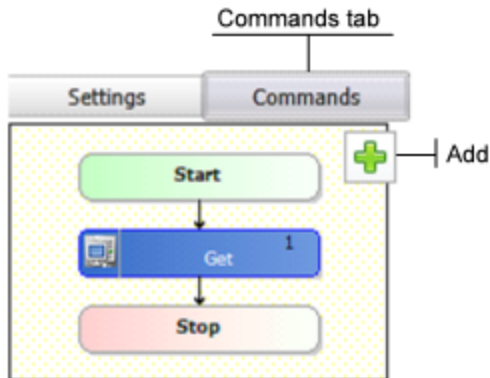 Commands tab
Settings
Commands
Add
Start
1
Get
Stop